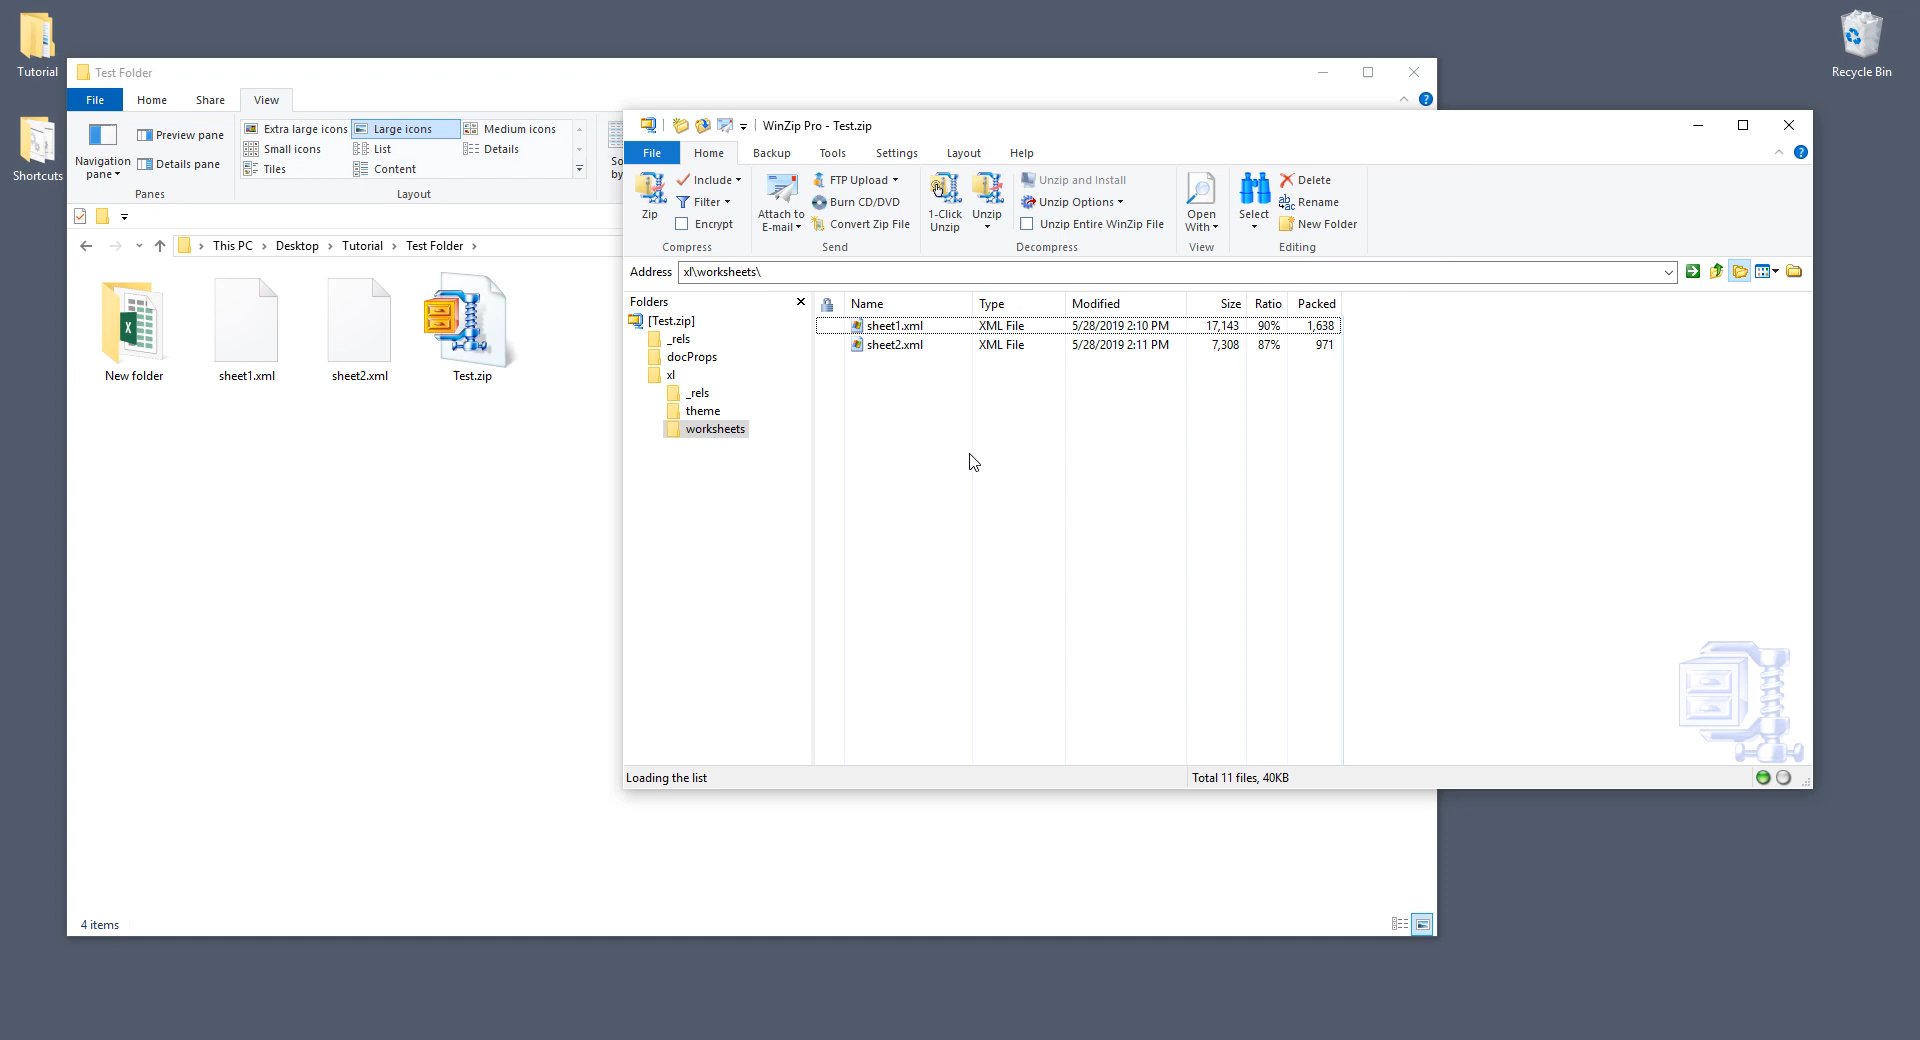 Tutorial
Shortcuts
Recycle Bin
Test Folder
File Home Share View
Navigation pane
Preview pane
Details pane
Panes
Extra large icons Large icons Medium icons
Small icons List Details
Tiles Content
Layout
So
by
This PC Desktop Tutorial Test Folder
New folder
sheet1.xml
sheet2.xml
Test.zip
4 items
WinZip Pro - Test.zip
File Home Backup Tools Settings Layout Help
Zip
Include
Filter
Encrypt
Compress
Attach to
E-mail
FTP Upload
Burn CD/DVD
Convert Zip File
Send
1-Click
Unzip
Unzip
Unzip and Install
Unzip Options
Unzip Entire WinZip File
Decompress
Open
With
View
Select
Delete
Rename
New Folder
Editing
Address xl\worksheets\
Folders
[Test.zip]
_rels
docProps
xl
_rels
theme
worksheets
Name Type Modified Size Ratio Packed
sheet1.xml XML File 5/28/2019 2:10 PM 17,143 90% 1,638
sheet2.xml XML File 5/28/2019 2:11 PM 7,308 87% 971
Loading the list
Total 11 files, 40KB